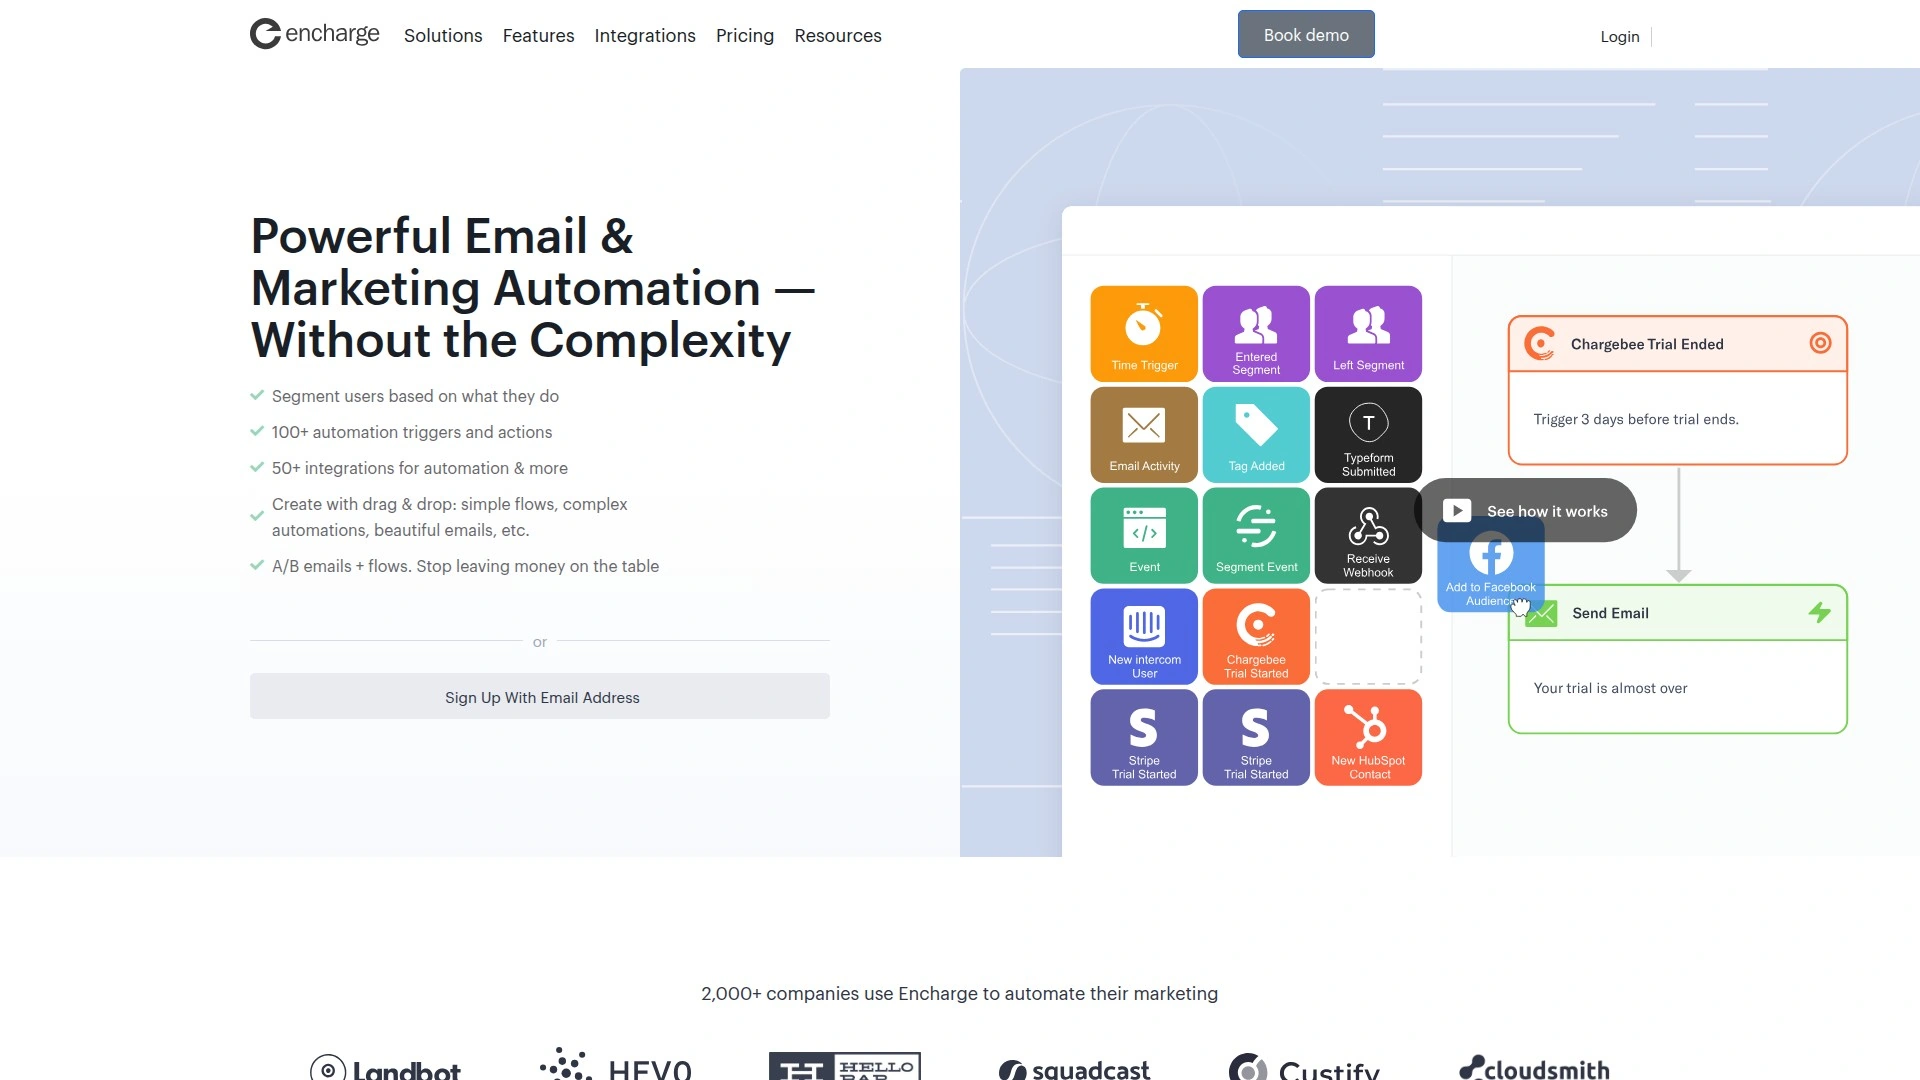 encharge
Solutions
Features
Integrations
Pricing
Resources
Book demo
Login
Powerful Email &
Marketing Automation —
Without the Complexity
Segment users based on what they do
100+ automation triggers and actions
50+ integrations for automation & more
Create with drag & drop: simple flows, complex
automations, beautiful emails, etc.
A/B emails + flows. Stop leaving money on the table
or
Sign Up With Email Address
Time Trigger
Entered
Segment
Left Segment
Email Activity
Tag Added
T
Typeform
Submitted
Event
Segment Event
Receive
Webhook
New intercom
User
Chargebee
Trial Started
S
Stripe
Trial Started
S
Stripe
Trial Started
New HubSpot
Contact
Chargebee Trial Ended
Trigger 3 days before trial ends.
See how it works
Add to Facebook
Audience
Send Email
Your trial is almost over
2,000+ companies use Encharge to automate their marketing
Landbot
HEVO
H HELLO
BAR
squadcast
Custify
cloudsmith